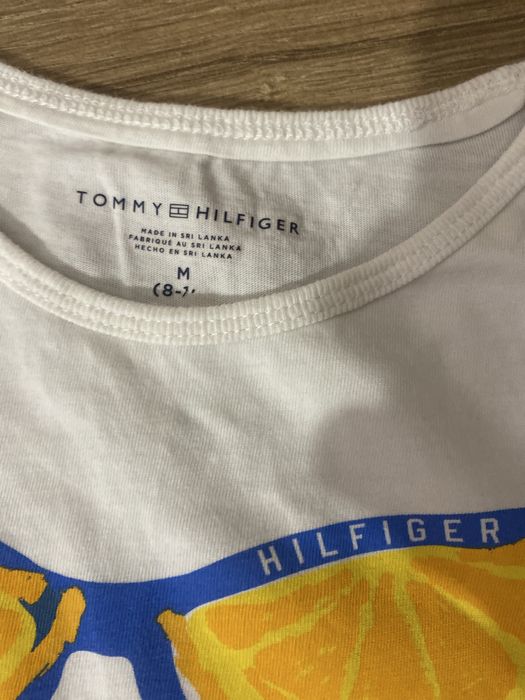 TOMMY HILFIGER
MADE IN SRI LANKA
FABRIQUÉ AU SRI LANKA
HECHO EN SRI LANKA
M
HILFIGER